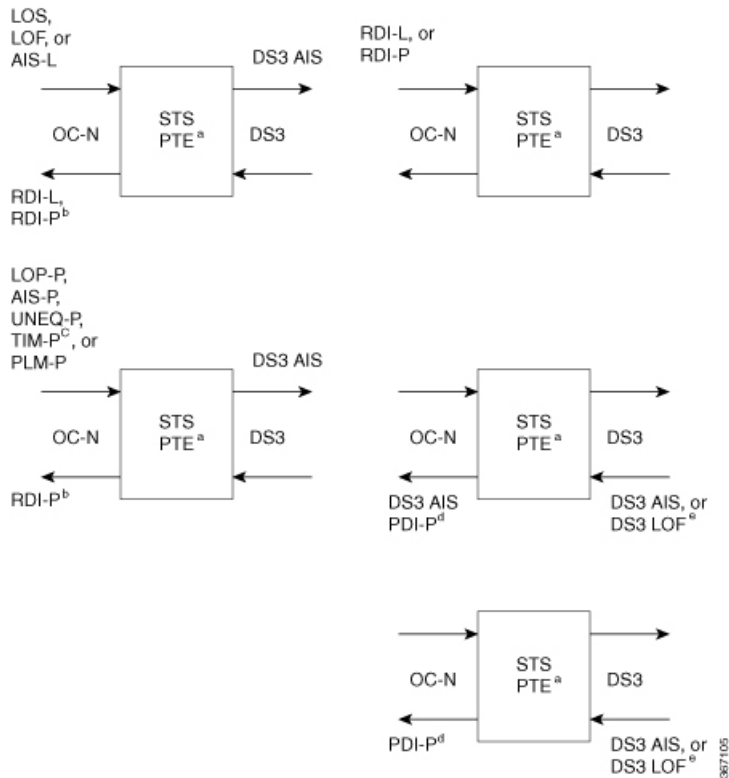 LOS,
LOF, or
AIS-L
DS3 AIS
OC-N
STS
PTE a
DS3
RDI-L,
RDI-P b
RDI-L, or
RDI-P
OC-N
STS
PTE a
DS3
LOP-P,
AIS-P,
UNEQ-P,
TIM-P C, or
PLM-P
DS3 AIS
OC-N
STS
PTE a
DS3
RDI-P b
OC-N
STS
PTE a
DS3
DS3 AIS
PDI-P d
DS3 AIS, or
DS3 LOF e
OC-N
STS
PTE a
DS3
PDI-P d
DS3 AIS, or
DS3 LOF e
367105